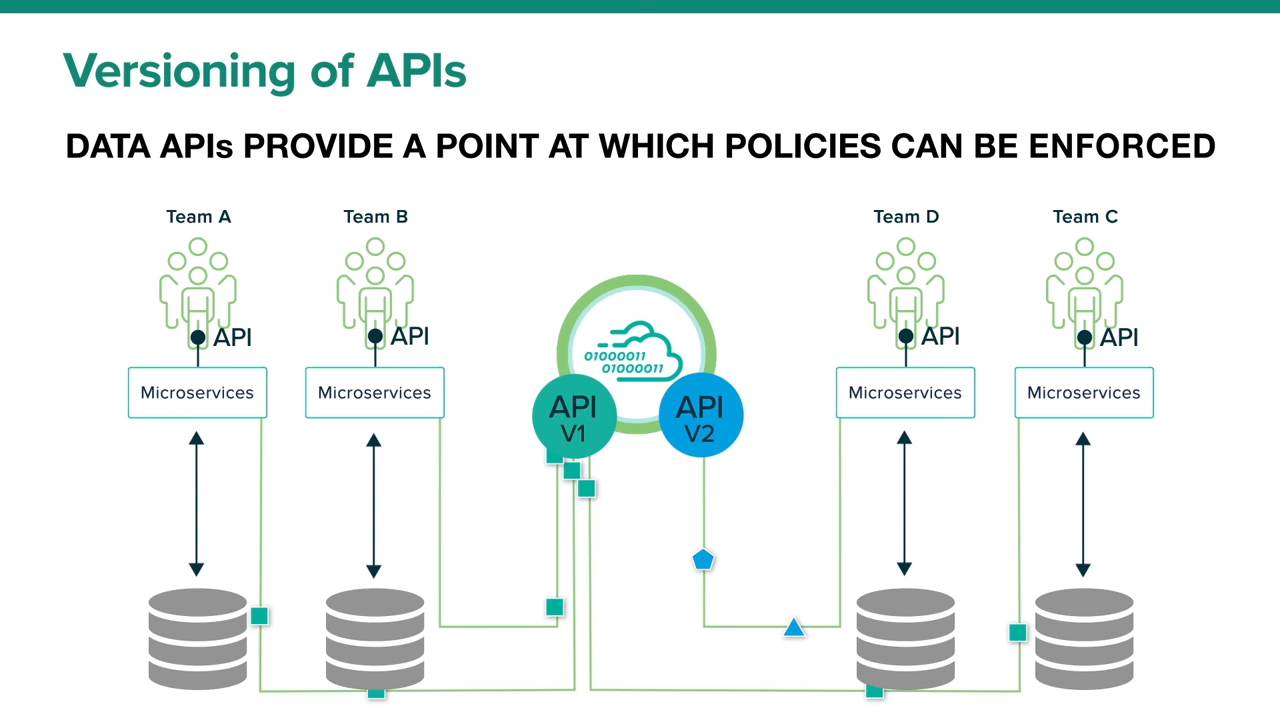 Versioning of APIs
DATA APIs PROVIDE A POINT AT WHICH POLICIES CAN BE ENFORCED
Team A
Team B
Team D
Team C
API
API
API
API
Microservices
Microservices
Microservices
Microservices
01000011
01000011
API
V1
API
V2